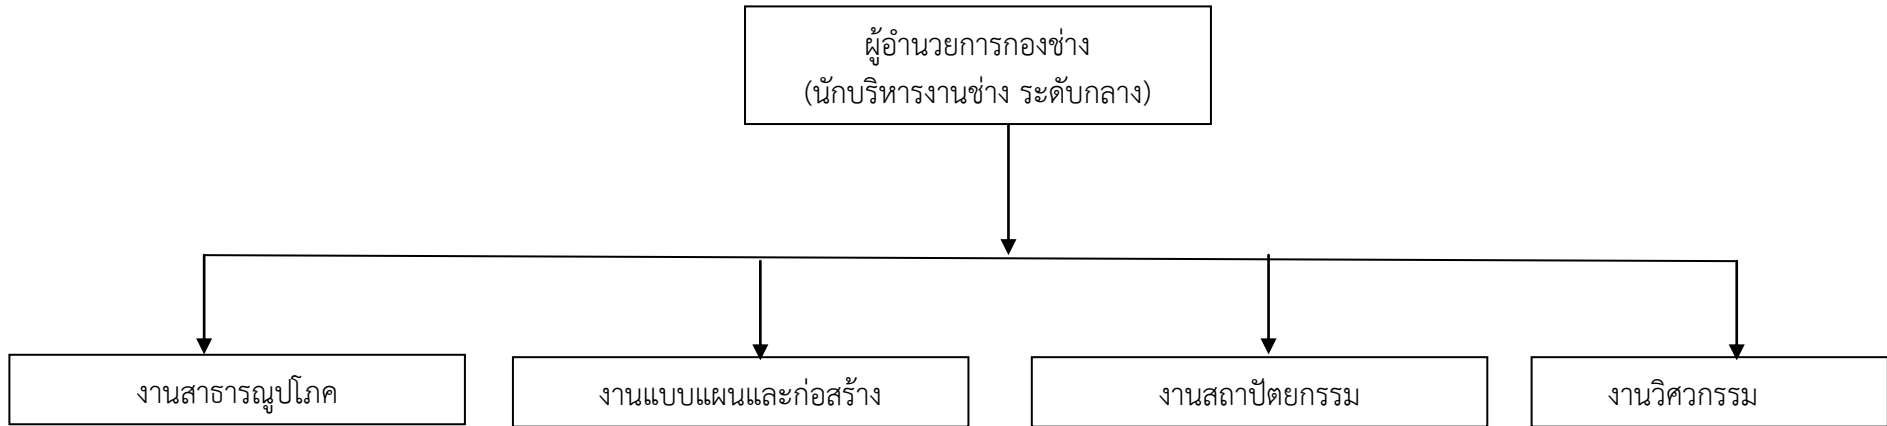 ผู้อำนวยการกองช่าง
(นักบริหารงานช่าง ระดับกลาง)
งานสาธารณูปโภค
งานแบบแผนและก่อสร้าง
งานสถาปัตยกรรม
งานวิศวกรรม